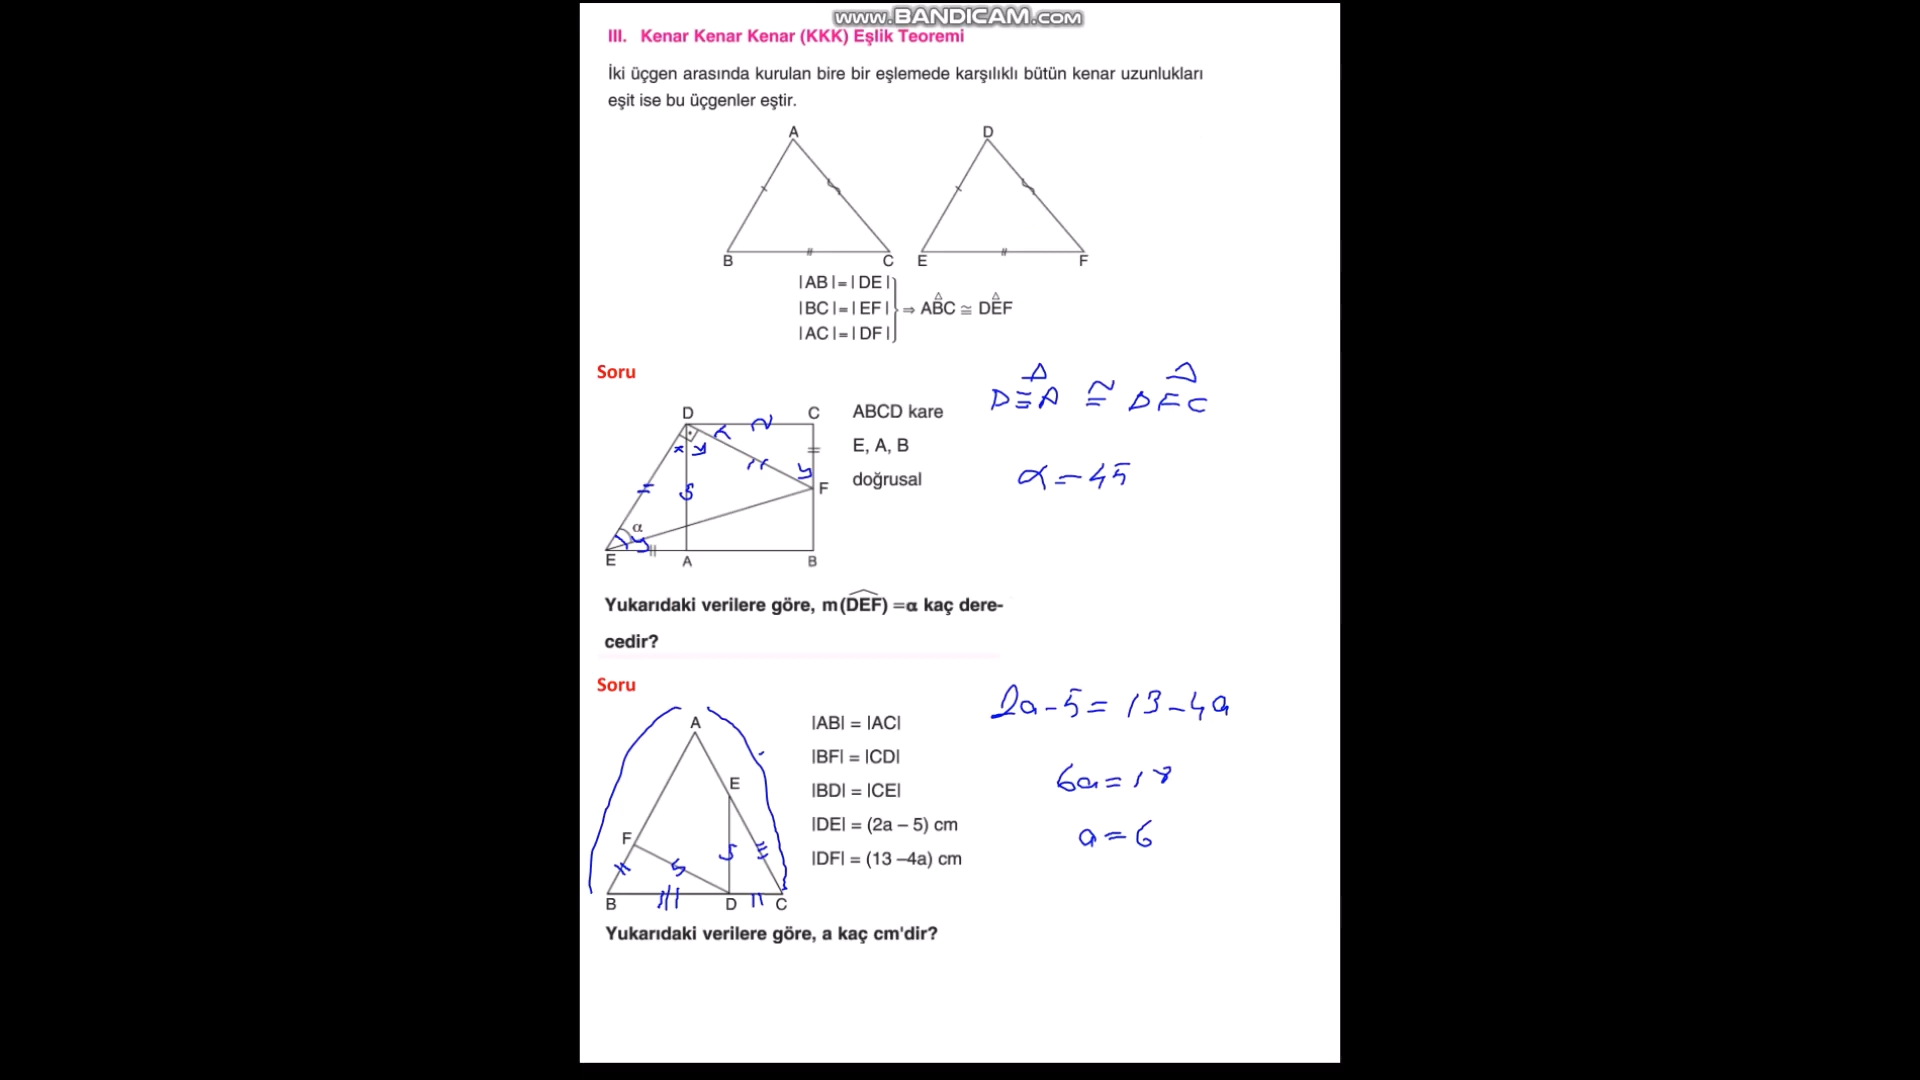 www.BANDICAM.com
III. Kenar Kenar Kenar (KKK) Eşlik Teoremi
İki üçgen arasında kurulan bire bir eşlemede karşılıklı bütün kenar uzunlukları
eşit ise bu üçgenler eştir.
A D
B C E F
|AB|=|DE|
|BC|=|EF| ⇒ ABC ≅ DEF
|AC|=|DF|
Soru
DEA ≅ DFC
D C
ABCD kare
E, A, B
x y x
y
doğrusal
F
α = 45
α
y
E A B
Yukarıdaki verilere göre, m(DEF) =α kaç dere-
cedir?
Soru
2a - 5 = 13 - 4a
A
|AB| = |AC|
|BF| = |CD|
E
|BD| = |CE|
6a = 18
|DE| = (2a – 5) cm
a = 6
F
|DF| = (13 –4a) cm
B D C
Yukarıdaki verilere göre, a kaç cm'dir?